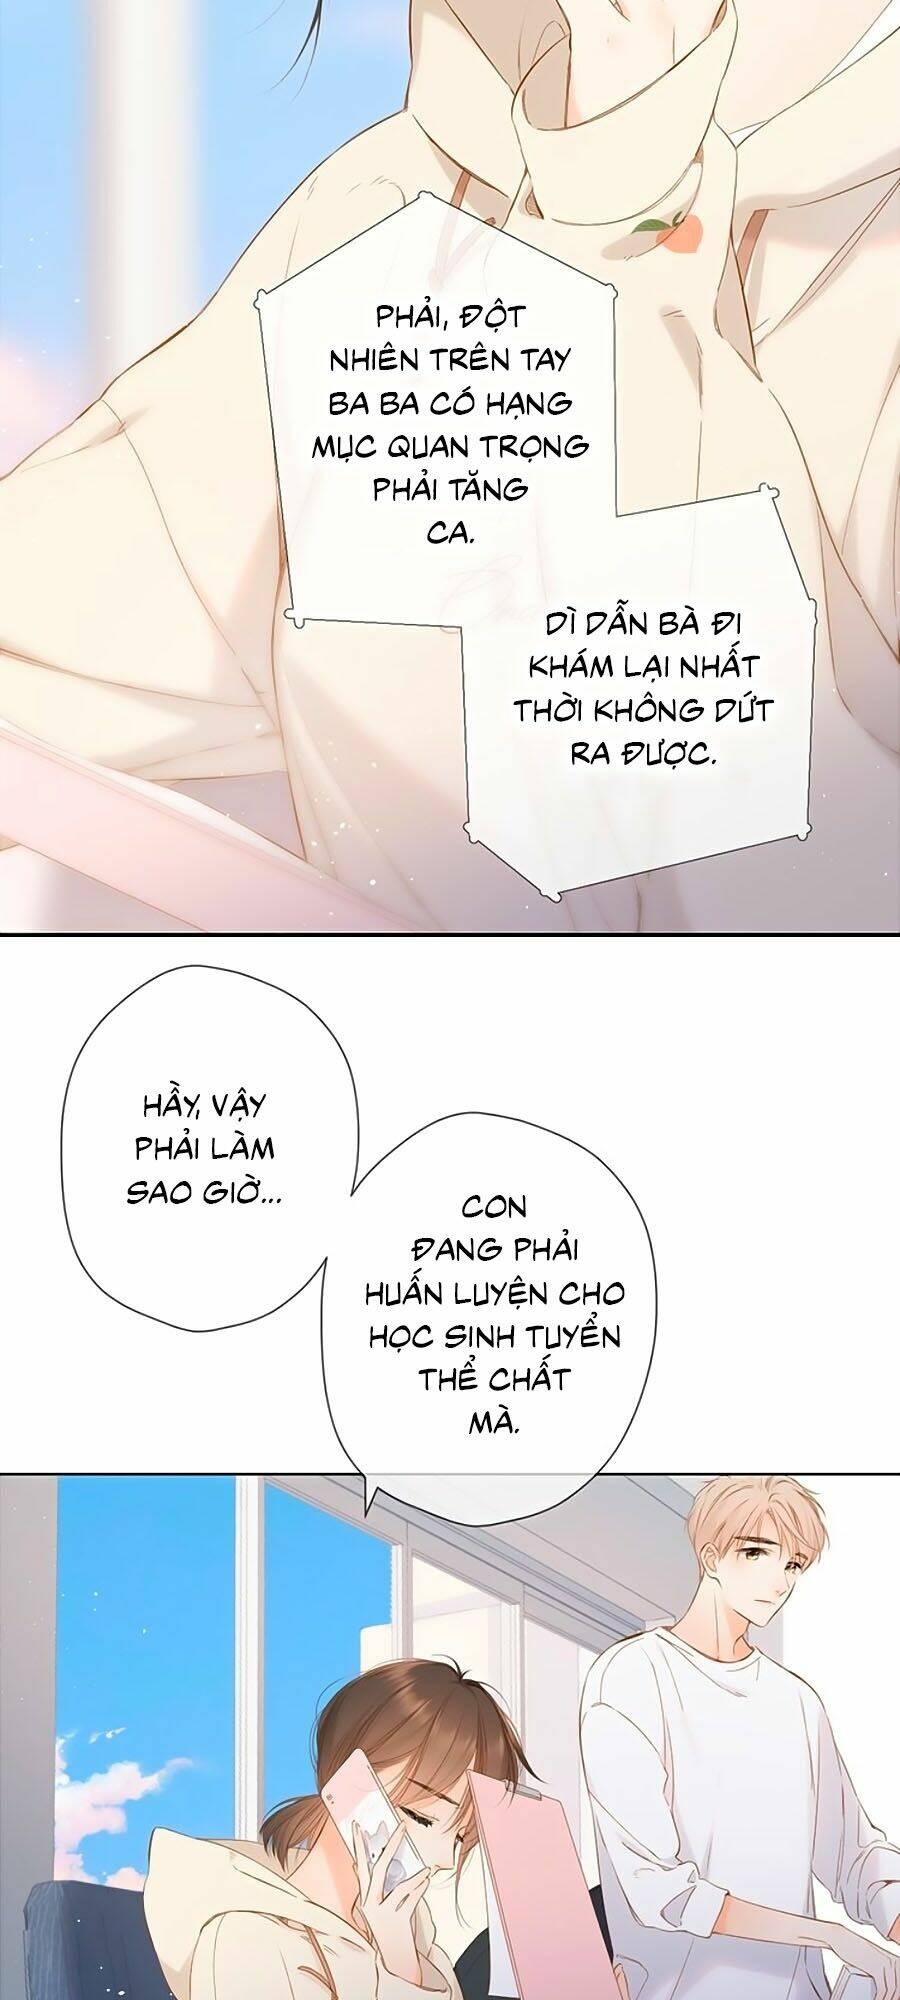 PHẢI, ĐỘT
NHIÊN TRÊN TAY
BA BA CÓ HẠNG
MỤC QUAN TRỌNG
PHẢI TĂNG
CA.
DÌ DẪN BÀ ĐI
KHÁM LẠI NHẤT
THỜI KHÔNG DỨT
RA ĐƯỢC.
HẦY, VẬY
PHẢI LÀM
SAO GIỜ...
CON
ĐANG PHẢI
HUẤN LUYỆN CHO
HỌC SINH TUYỂN
THỂ CHẤT
MÀ.